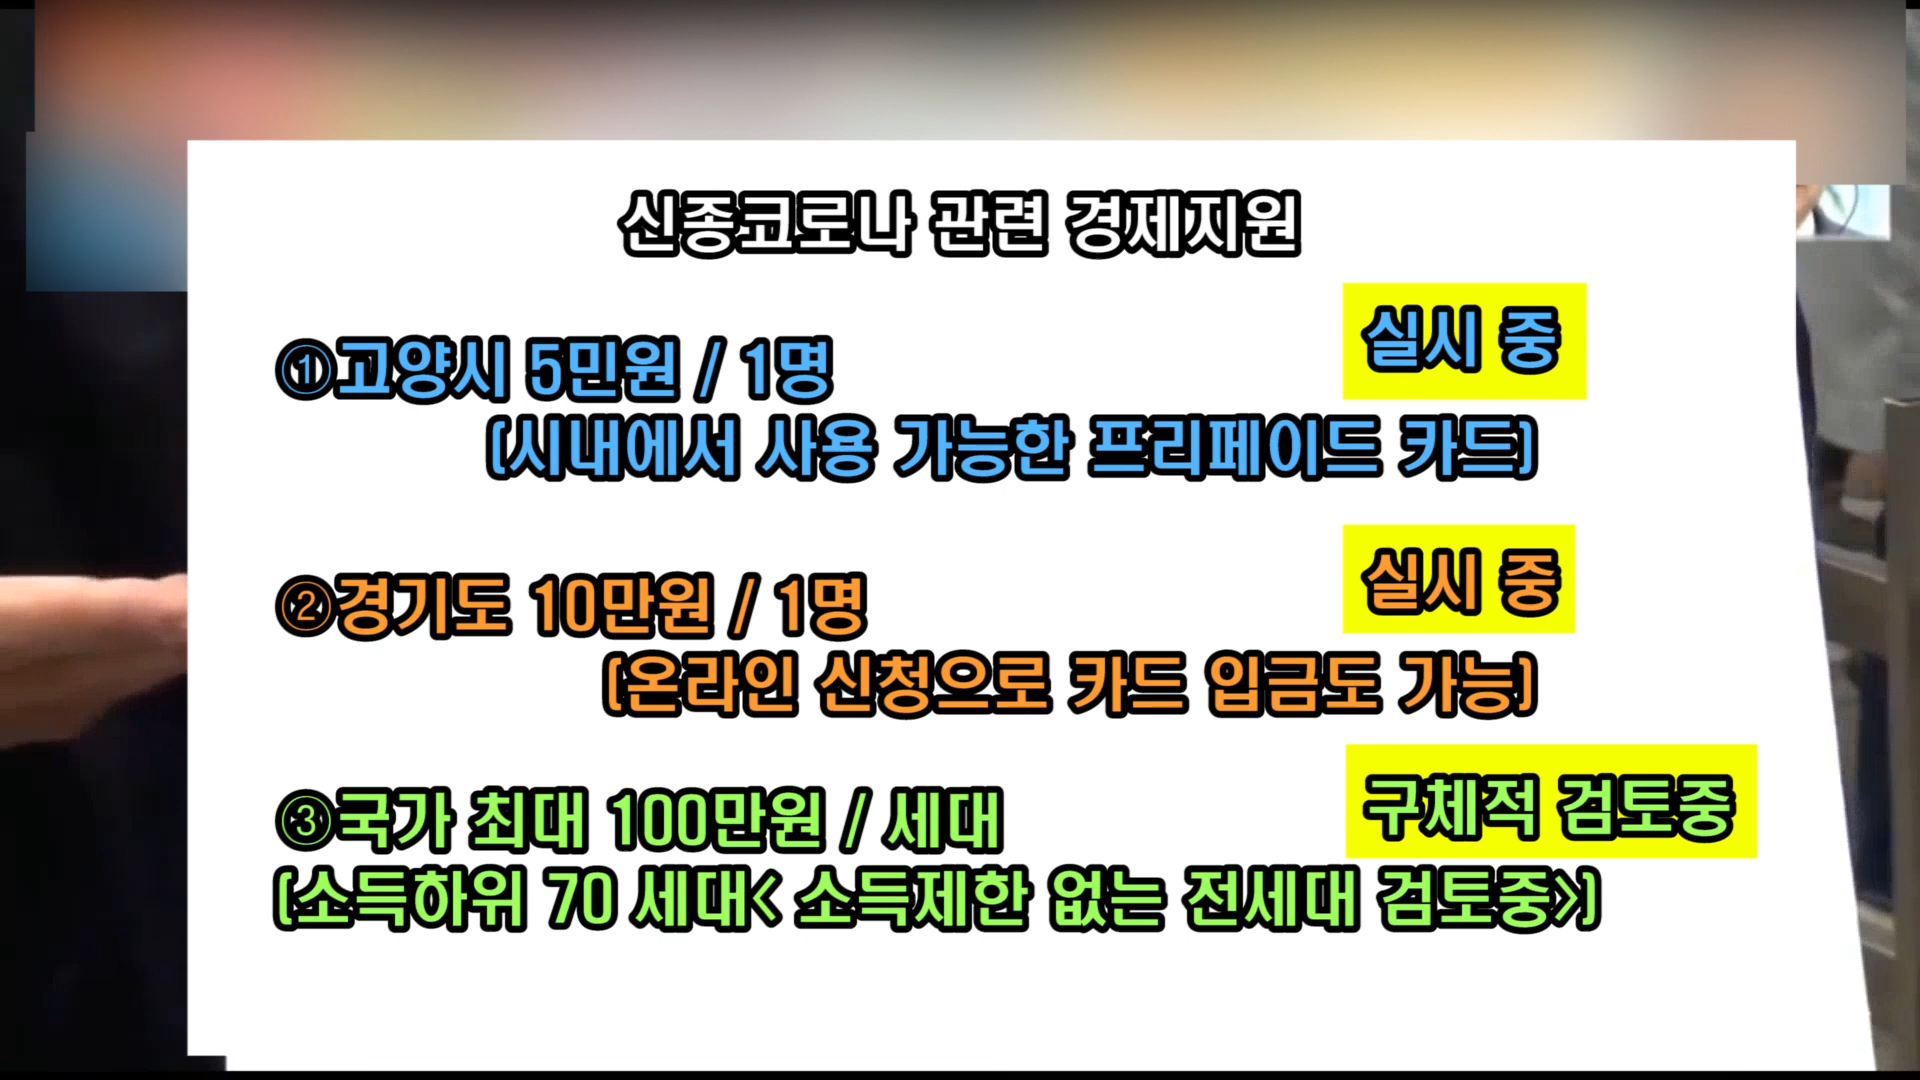 신종코로나 관련 경제지원
①고양시 5민원 / 1명
실시 중
(시내에서 사용 가능한 프리페이드 카드)
②경기도 10만원 / 1명
실시 중
(온라인 신청으로 카드 입금도 가능)
③국가 최대 100만원 / 세대
구체적 검토중
(소득하위 70 세대< 소득제한 없는 전세대 검토중>)